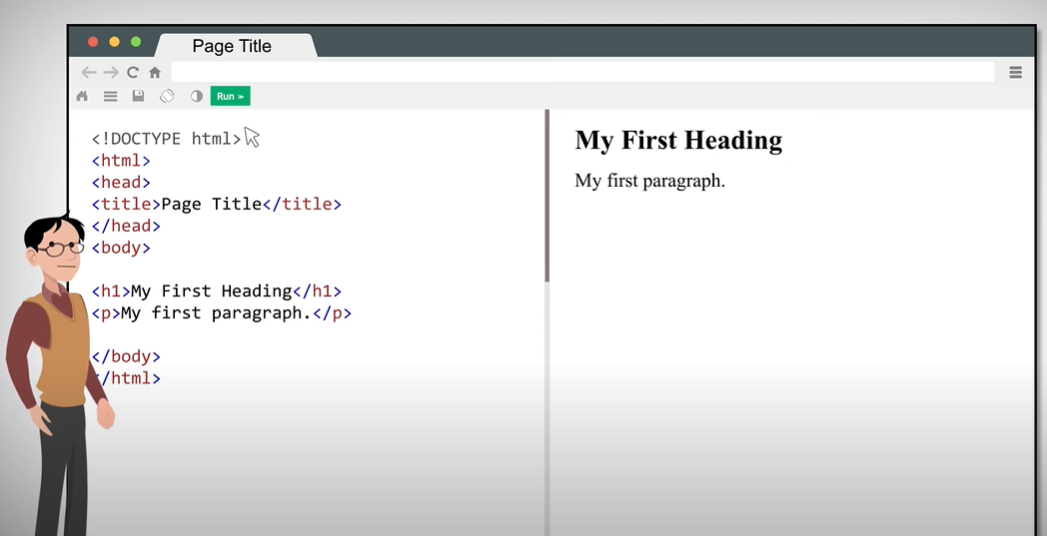 Page Title
Run »
<!DOCTYPE html>
<html>
<head>
<title>Page Title</title>
</head>
<body>
<h1>My First Heading</h1>
<p>My first paragraph.</p>
</body>
</html>
My First Heading
My first paragraph.